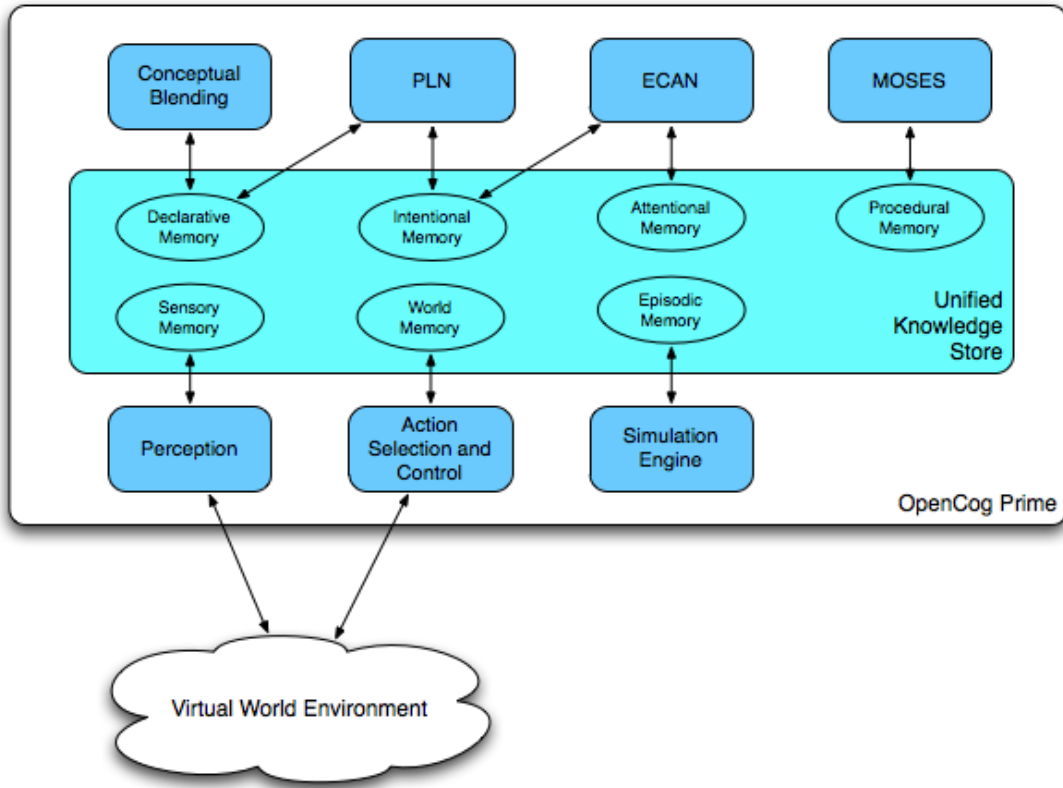 Conceptual
Blending
PLN
ECAN
MOSES
Declarative
Memory
Intentional
Memory
Attentional
Memory
Procedural
Memory
Sensory
Memory
World
Memory
Episodic
Memory
Unified
Knowledge
Store
Perception
Action
Selection and
Control
Simulation
Engine
OpenCog Prime
Virtual World Environment